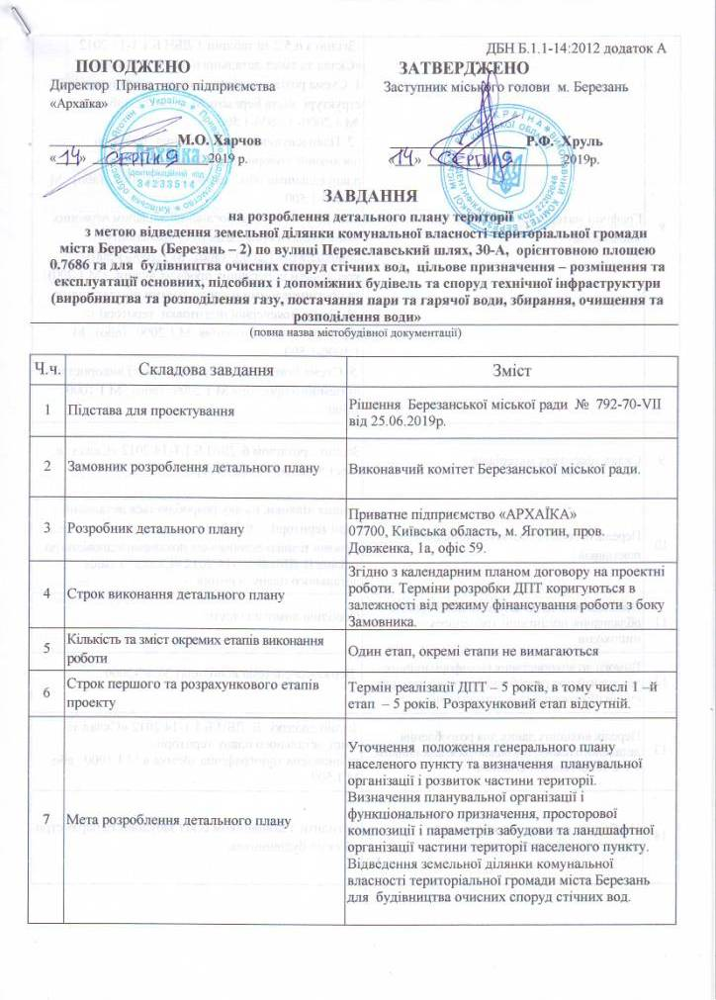 ДБН Б.1.1-14:2012 додаток А
ПОГОДЖЕНО
Директор Приватного підприємства
«Архаїка»
М.О. Харчов
«14» СЕРПНЯ 2019 р.
ЗАТВЕРДЖЕНО
Заступник міського голови м. Березань
Р.Ф. Хруль
«14» СЕРПНЯ 2019р.
Архаїка
ідентифікаційний код
34233514
ЗАВДАННЯ
на розроблення детального плану території
з метою відведення земельної ділянки комунальної власності територіальної громади
міста Березань (Березань – 2) по вулиці Переяславський шлях, 30-А, орієнтовною площею
0.7686 га для будівництва очисних споруд стічних вод, цільове призначення – розміщення та
експлуатації основних, підсобних і допоміжних будівель та споруд технічної інфраструктури
(виробництва та розподілення газу, постачання пари та гарячої води, збирання, очищення та
розподілення води»
(повна назва містобудівної документації)
Ч.ч. Складова завдання Зміст
1 Підстава для проектування
Рішення Березанської міської ради № 792-70-VII
від 25.06.2019р.
2 Замовник розроблення детального плану Виконавчий комітет Березанської міської ради.
3 Розробник детального плану
Приватне підприємство «АРХАЇКА»
07700, Київська область, м. Яготин, пров.
Довженка, 1а, офіс 59.
4 Строк виконання детального плану
Згідно з календарним планом договору на проектні
роботи. Терміни розробки ДПТ коригуються в
залежності від режиму фінансування роботи з боку
Замовника.
5 Кількість та зміст окремих етапів виконання
роботи
Один етап, окремі етапи не вимагаються
6 Строк першого та розрахункового етапів
проекту
Термін реалізації ДПТ – 5 років, в тому числі 1 –й
етап – 5 років. Розрахунковий етап відсутній.
7 Мета розроблення детального плану
Уточнення положення генерального плану
населеного пункту та визначення планувальної
організації і розвиток частини території.
Визначення планувальної організації і
функціонального призначення, просторової
композиції і параметрів забудови та ландшафтної
організації частини території населеного пункту.
Відведення земельної ділянки комунальної
власності територіальної громади міста Березань
для будівництва очисних споруд стічних вод.